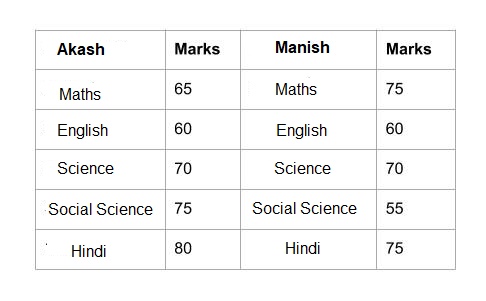 Akash Marks Manish Marks
Maths 65 Maths 75
English 60 English 60
Science 70 Science 70
Social Science 75 Social Science 55
Hindi 80 Hindi 75